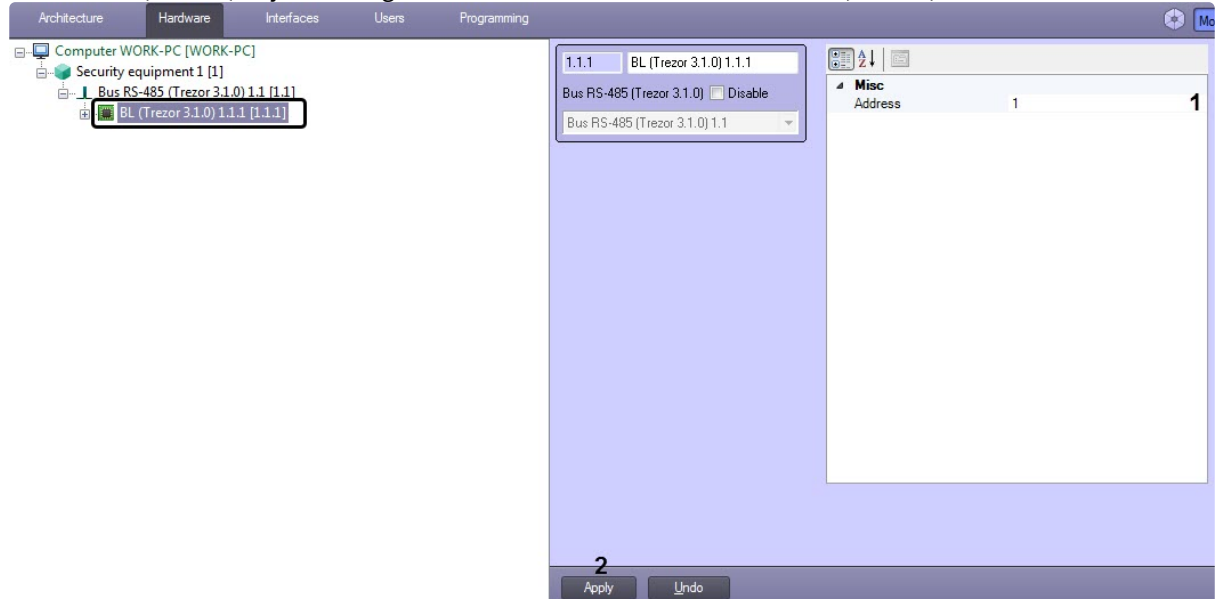 Architecture Hardware Interfaces Users Programming Mo
Computer WORK-PC [WORK-PC]
Security equipment 1 [1]
Bus RS-485 (Trezor 3.1.0) 1.1 [1.1]
BL (Trezor 3.1.0) 1.1.1 [1.1.1]
1.1.1 BL (Trezor 3.1.0) 1.1.1
Bus RS-485 (Trezor 3.1.0) Disable
Bus RS-485 (Trezor 3.1.0) 1.1
Misc
Address 1 1
2
Apply Undo